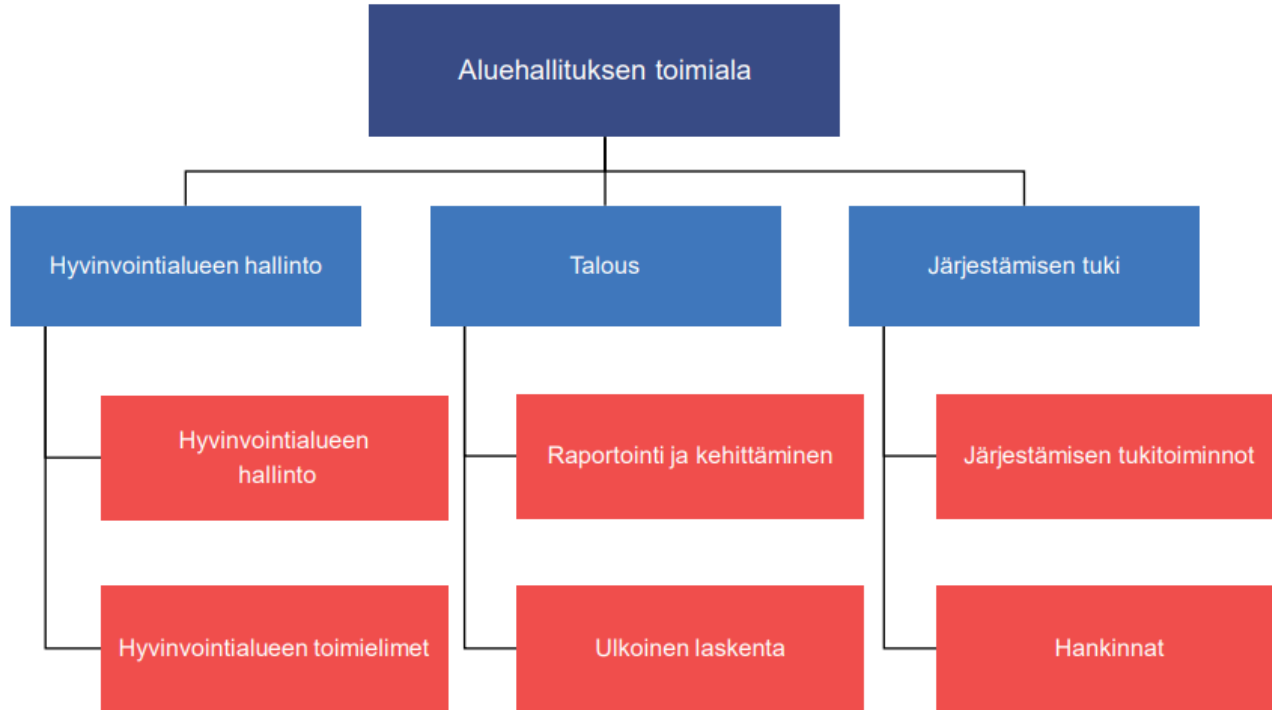 Aluehallituksen toimiala
Hyvinvointialueen hallinto
Talous
Järjestämisen tuki
Hyvinvointialueen
hallinto
Raportointi ja kehittäminen
Järjestämisen tukitoiminnot
Hyvinvointialueen toimielimet
Ulkoinen laskenta
Hankinnat